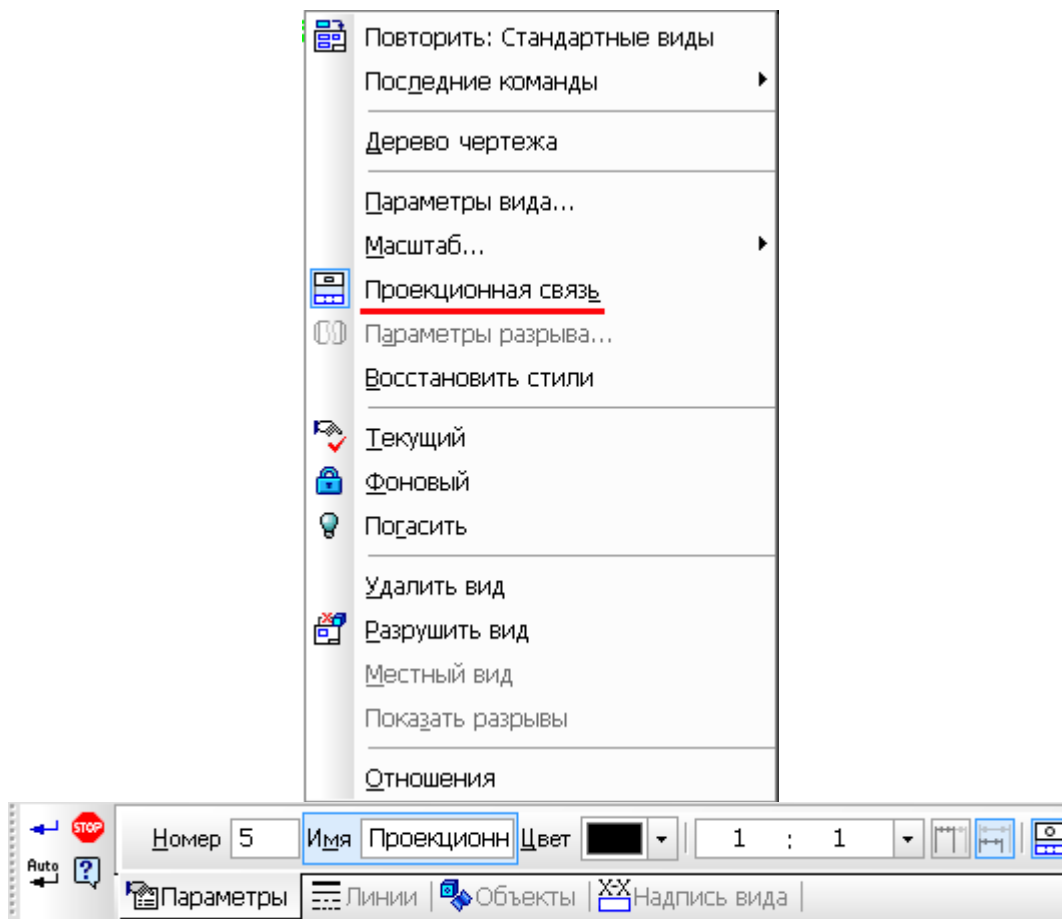 Повторить: Стандартные виды
Последние команды
Дерево чертежа
Параметры вида...
Масштаб...
Проекционная связь
Параметры разрыва...
Восстановить стили
Текущий
Фоновый
Погасить
Удалить вид
Разрушить вид
Местный вид
Показать разрывы
Отношения
STOP Номер 5 Имя Проекционн Цвет 1 : 1
Auto ?
Параметры Линии Объекты X-X Надпись вида